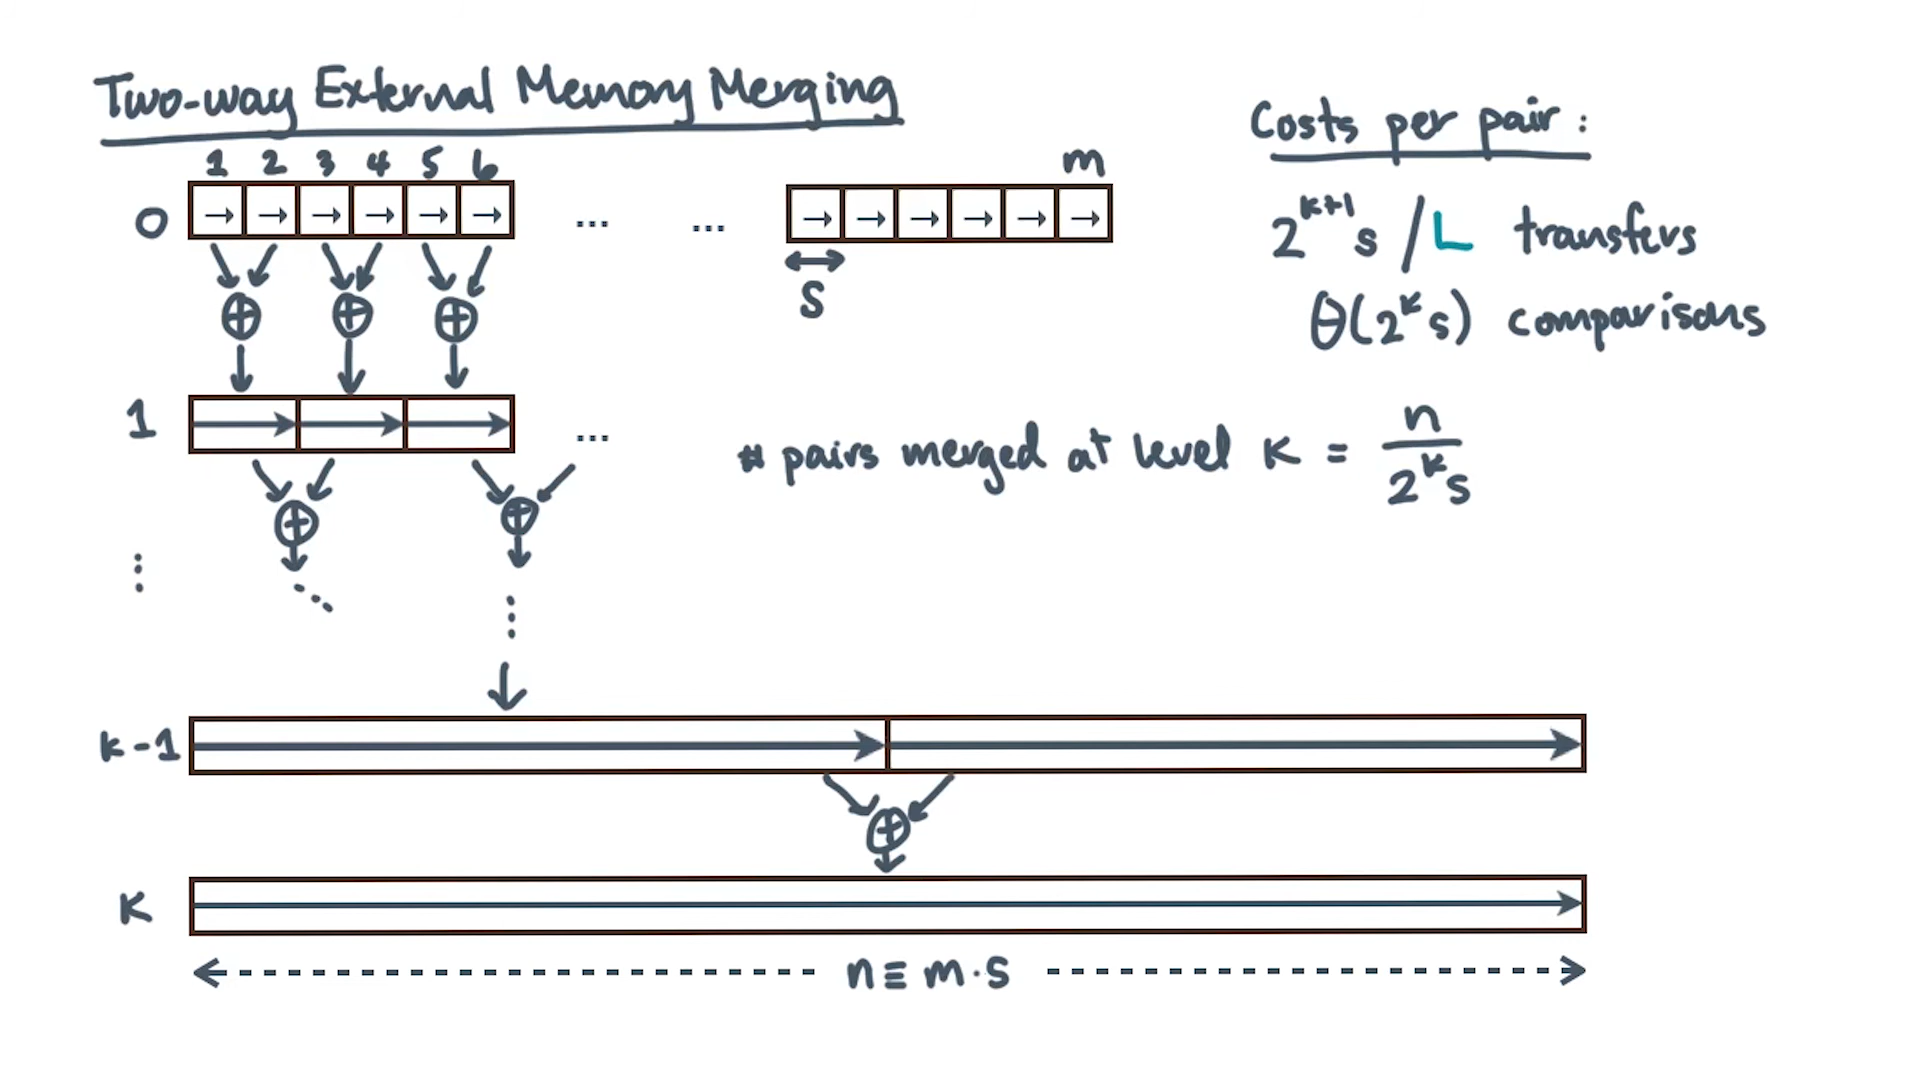 Two-way External Memory Merging
Costs per pair:
1 2 3 4 5 6 ... ... m
0
s
2^{k+1} s / L transfers
Θ(2^k s) comparisons
1 ...
# pairs merged at level k = n / 2^k s
k-1
k
n ≡ m·s